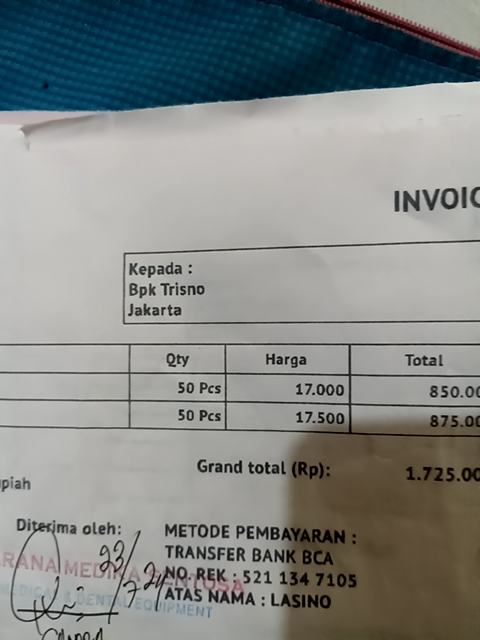 INVOIC
Kepada :
Bpk Trisno
Jakarta
Qty Harga Total
50 Pcs 17.000 850.00
50 Pcs 17.500 875.00
Grand total (Rp): 1.725.00
upiah
Diterima oleh:
23/7/24
METODE PEMBAYARAN :
TRANSFER BANK BCA
NO. REK : 521 134 7105
ATAS NAMA : LASINO
RANA MEDIKA SENTOSA
MEDICAL & DENTAL EQUIPMENT